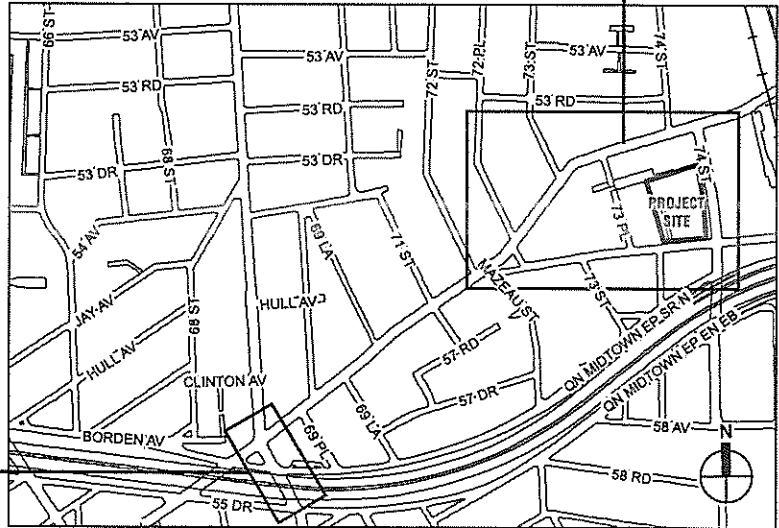 66 ST
53 AV
53 RD
53 DR
68 ST
54 AV
JAY AV
HULL AV
68 ST
CLINTON AV
BORDEN AV
55 DR
53 AV
53 RD
53 DR
69 LA
HULL AV
71 ST
72 ST
72 PL
73 ST
53 AV
74 ST
53 RD
74 ST
PROJECT
SITE
73 PL
MAZEAU ST
73 ST
57 RD
57 DR
69 LA
69 PL
QN MIDTOWN EP SR N
QN MIDTOWN EP EN EB
58 AV
58 RD
N